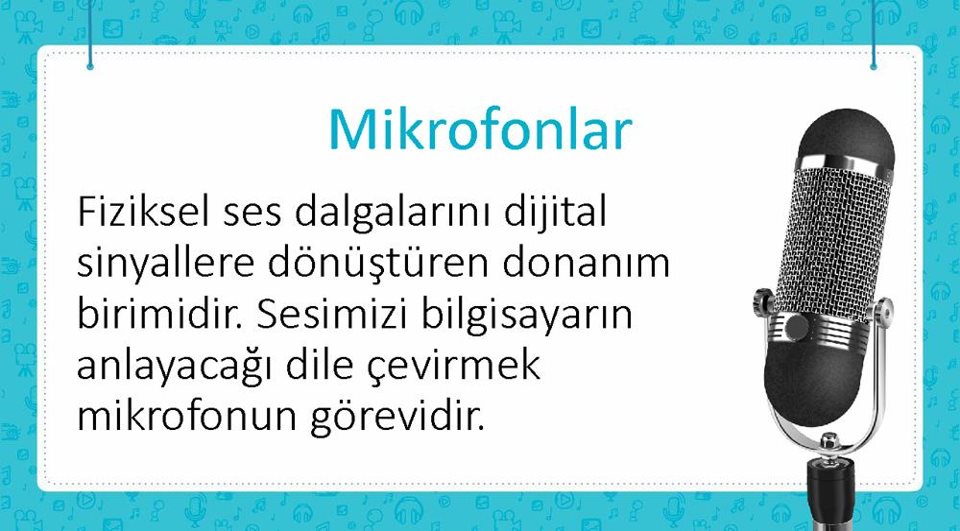 Mikrofonlar
Fiziksel ses dalgalarını dijital
sinyallere dönüştüren donanım
birimidir. Sesimizi bilgisayarın
anlayacağı dile çevirmek
mikrofonun görevidir.